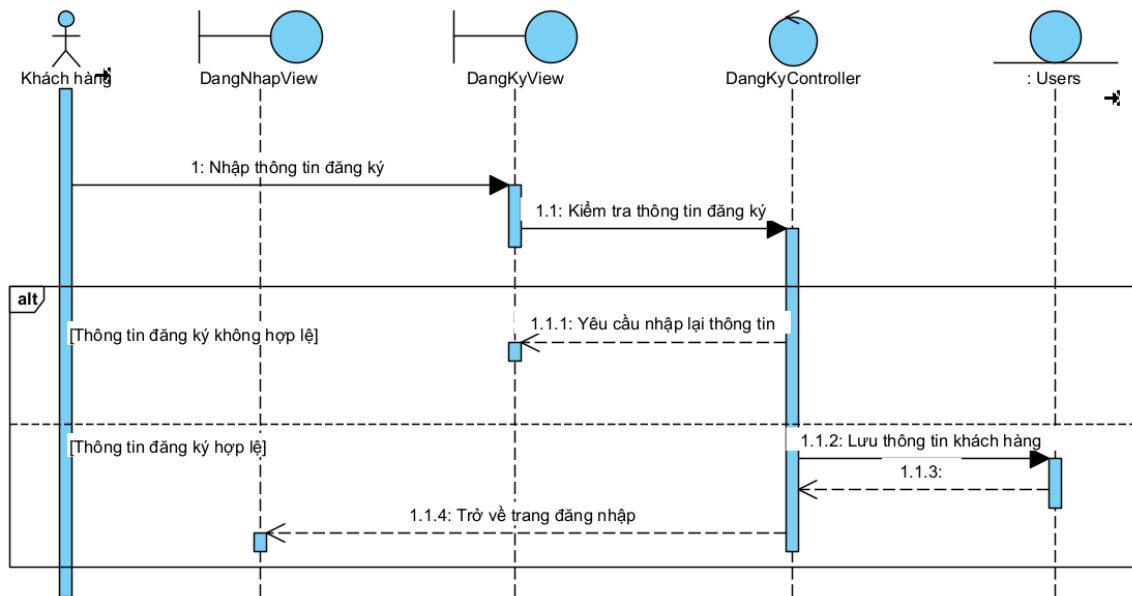 Khách hàng
DangNhapView
DangKyView
DangKyController
: Users
1: Nhập thông tin đăng ký
1.1: Kiểm tra thông tin đăng ký
alt
1.1.1: Yêu cầu nhập lại thông tin
[Thông tin đăng ký không hợp lệ]
[Thông tin đăng ký hợp lệ]
1.1.2: Lưu thông tin khách hàng
1.1.3:
1.1.4: Trở về trang đăng nhập